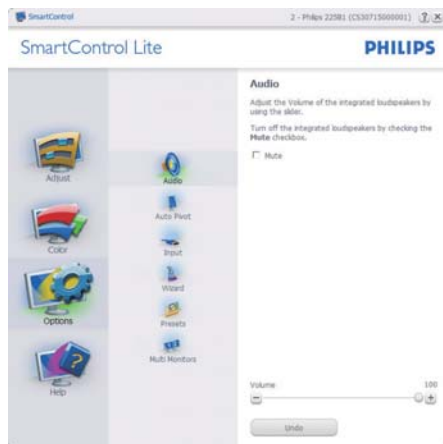 SmartControl
2 - Philips 225B1 (CS30715000001)
SmartControl Lite
PHILIPS
Adjust
Color
Options
Help
Audio
Auto Pivot
Input
Wizard
Presets
Multi Monitors
Audio
Adjust the Volume of the integrated loudspeakers by
using the slider.
Turn off the integrated loudspeakers by checking the
Mute checkbox.
Mute
Volume
100
Undo